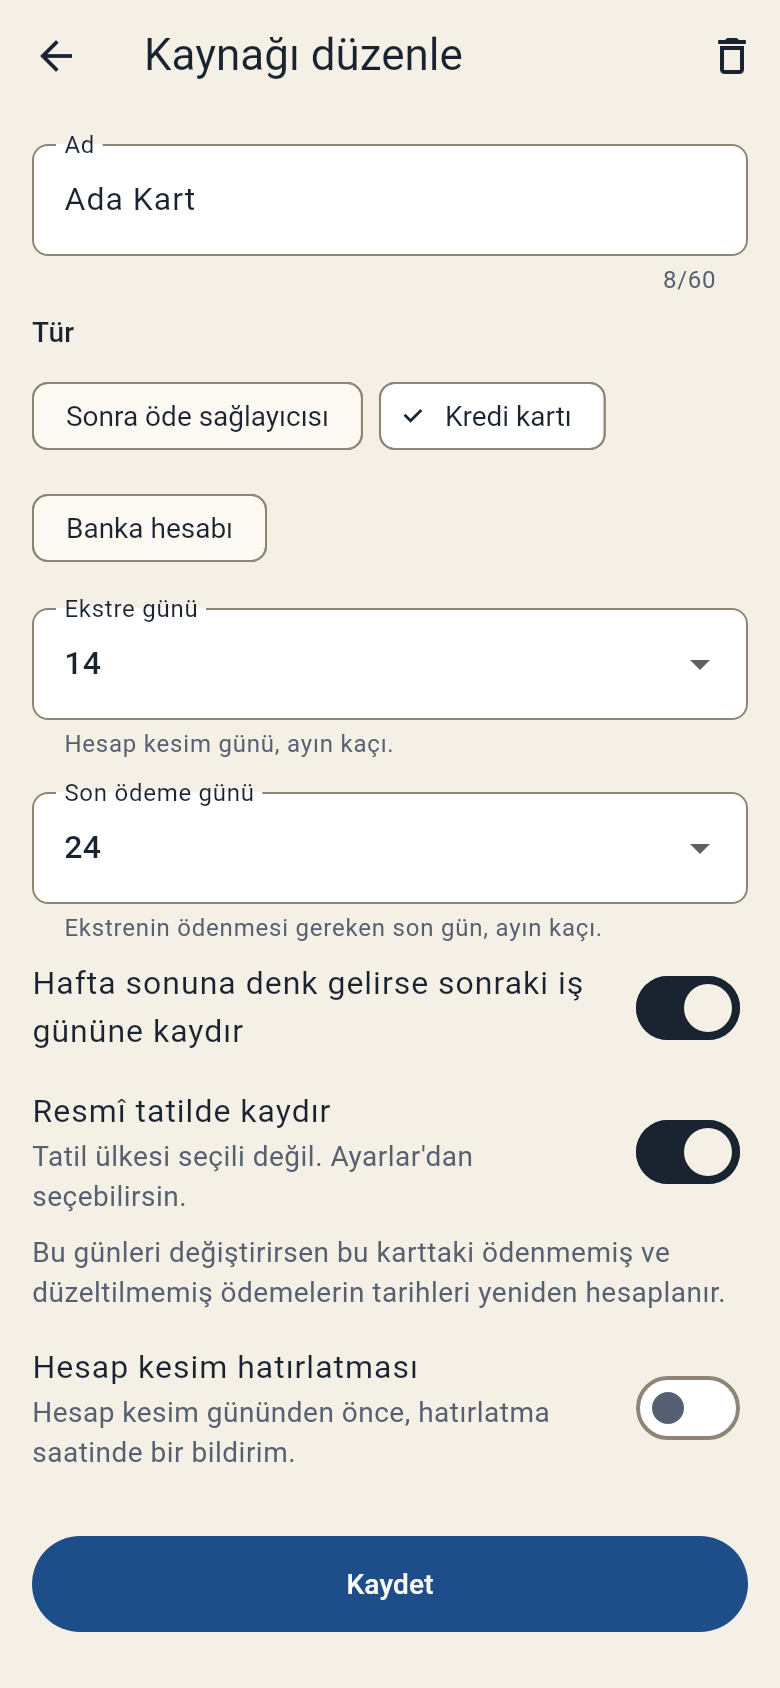 Kaynağı düzenle
Ad
Ada Kart
8/60
Tür
Sonra öde sağlayıcısı
Kredi kartı
Banka hesabı
Ekstre günü
14
Hesap kesim günü, ayın kaçı.
Son ödeme günü
24
Ekstrenin ödenmesi gereken son gün, ayın kaçı.
Hafta sonuna denk gelirse sonraki iş
gününe kaydır
Resmî tatilde kaydır
Tatil ülkesi seçili değil. Ayarlar'dan
seçebilirsin.
Bu günleri değiştirirsen bu karttaki ödenmemiş ve
düzeltilmemiş ödemelerin tarihleri yeniden hesaplanır.
Hesap kesim hatırlatması
Hesap kesim gününden önce, hatırlatma
saatinde bir bildirim.
Kaydet